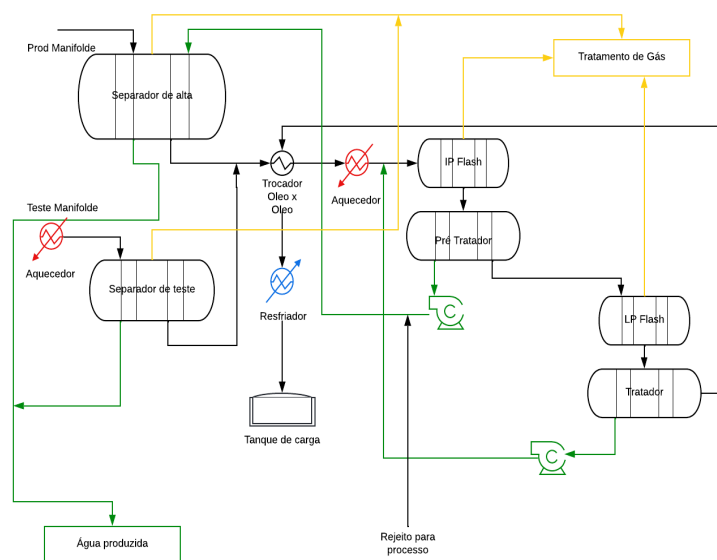 Prod Manifolde
Separador de alta
Tratamento de Gás
IP Flash
Trocador
Oleo x
Oleo
Aquecedor
Teste Manifolde
Pré Tratador
Aquecedor
Separador de teste
Resfriador
C
LP Flash
Tratador
Tanque de carga
C
Rejeito para
processo
Água produzida